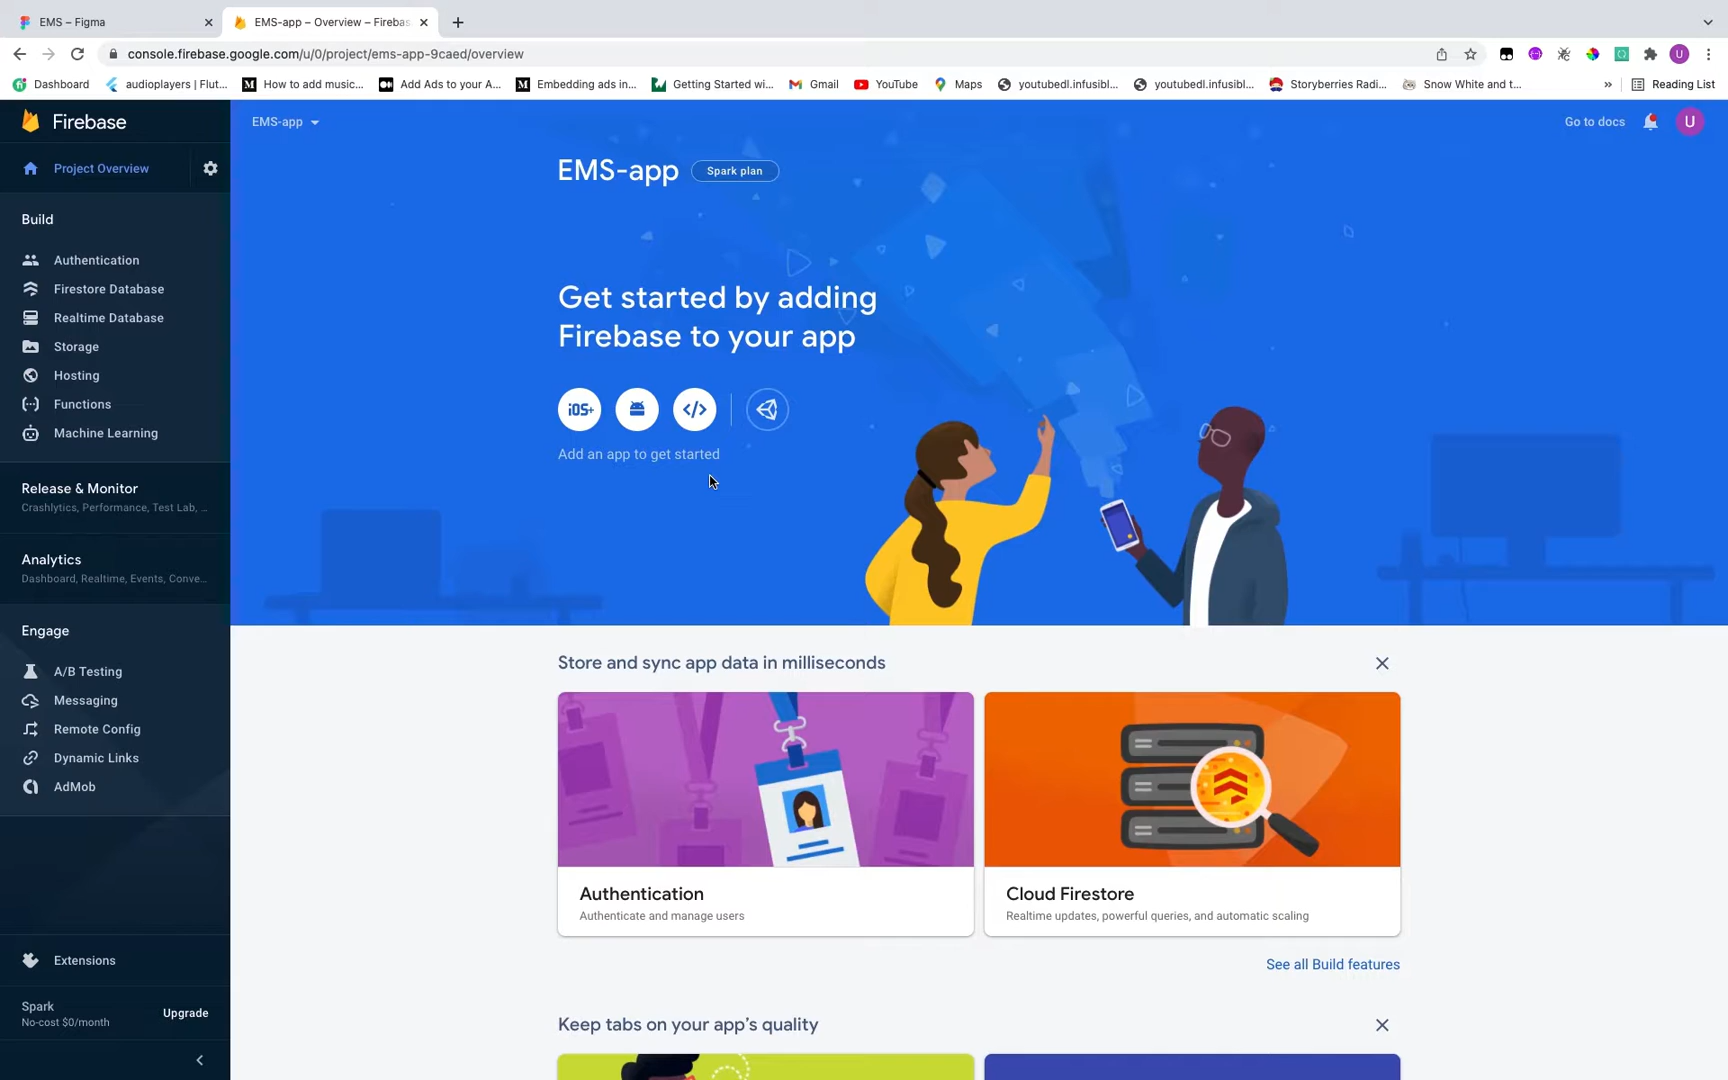 EMS – Figma
EMS-app – Overview – Firebas
console.firebase.google.com/u/0/project/ems-app-9caed/overview
U
Dashboard
audioplayers | Flut...
How to add music...
Add Ads to your A...
Embedding ads in...
Getting Started wi...
Gmail
YouTube
Maps
youtubedl.infusibl...
youtubedl.infusibl...
Storyberries Radi...
Snow White and t...
»
Reading List
Firebase
EMS-app
Go to docs
U
Project Overview
EMS-app
Spark plan
Build
Authentication
Firestore Database
Realtime Database
Storage
Hosting
Functions
Machine Learning
Get started by adding
Firebase to your app
iOS+
</>
Add an app to get started
Release & Monitor
Crashlytics, Performance, Test Lab, ...
Analytics
Dashboard, Realtime, Events, Conve...
Engage
A/B Testing
Messaging
Remote Config
Dynamic Links
AdMob
Store and sync app data in milliseconds
Authentication
Authenticate and manage users
Cloud Firestore
Realtime updates, powerful queries, and automatic scaling
See all Build features
Extensions
Spark
No-cost $0/month
Upgrade
Keep tabs on your app's quality